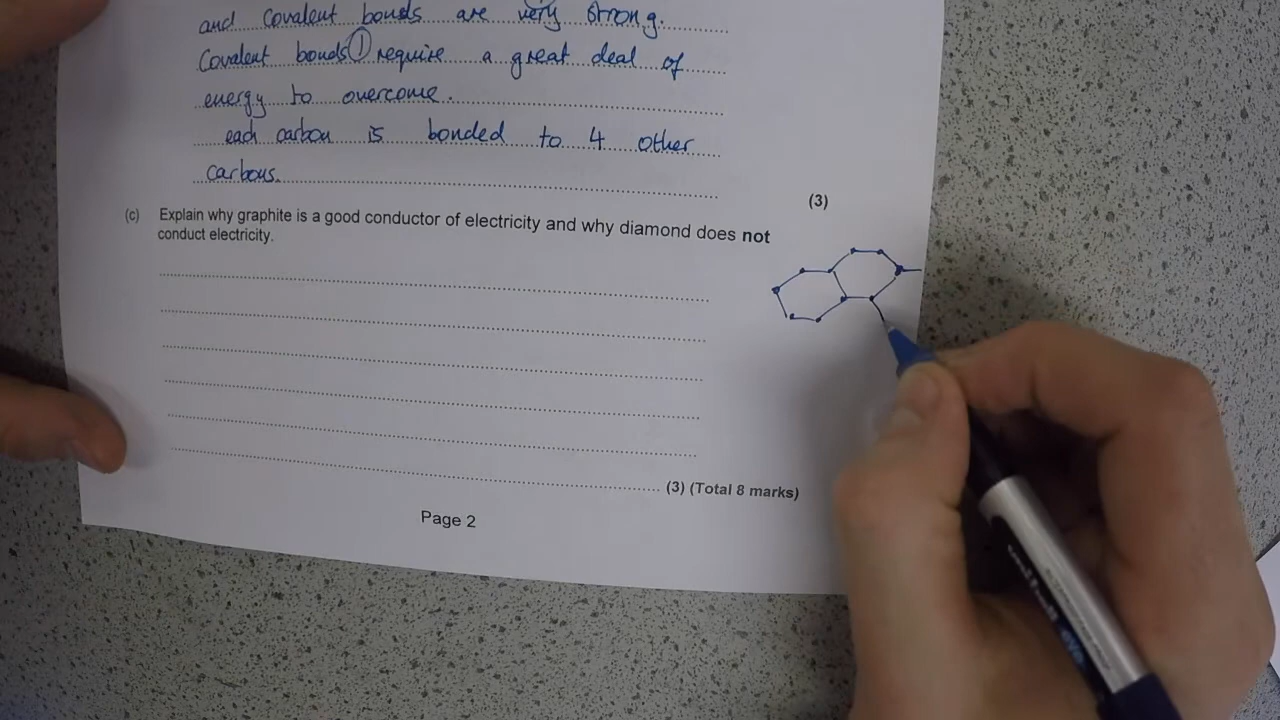 and covalent bonds are very strong.
Covalent bonds ① require a great deal of
energy to overcome.
each carbon is bonded to 4 other
carbons.
(3)
(c) Explain why graphite is a good conductor of electricity and why diamond does not
conduct electricity.
(3) (Total 8 marks)
Page 2